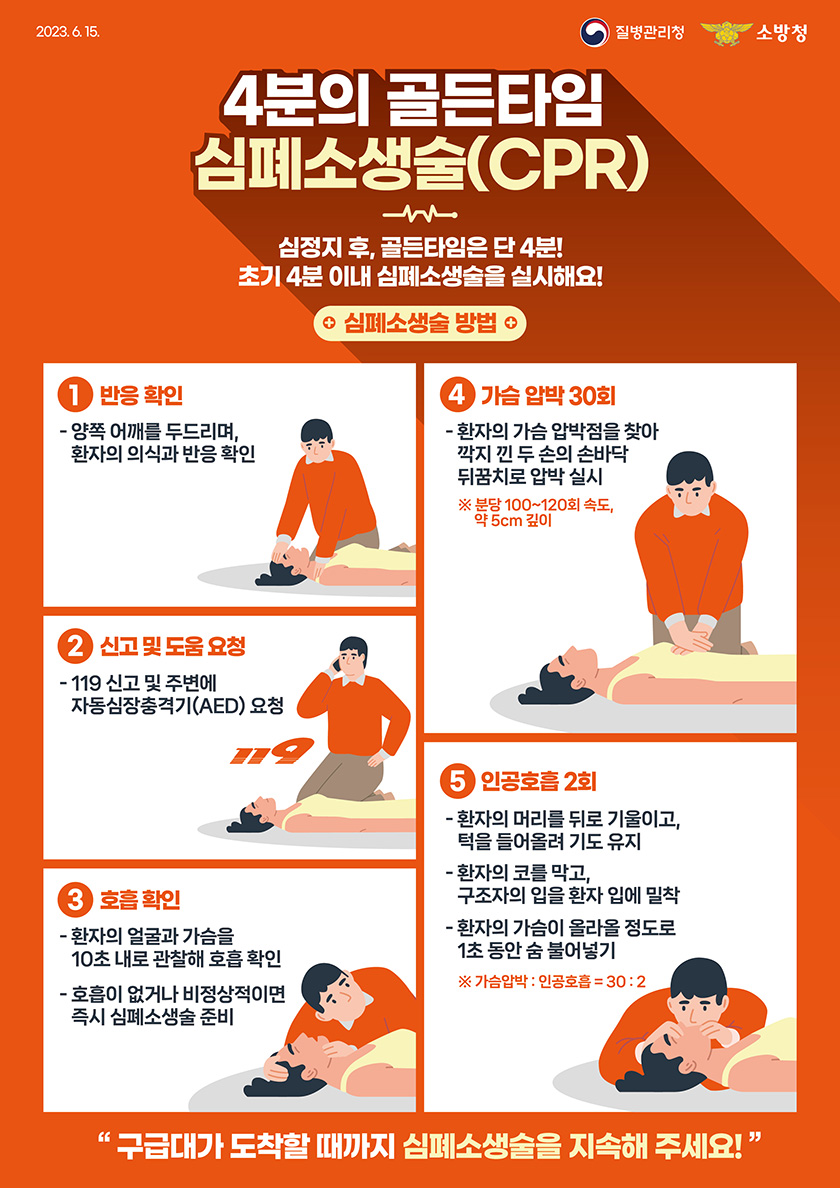 2023. 6. 15.
질병관리청
소방청
4분의 골든타임
심폐소생술(CPR)
심정지 후, 골든타임은 단 4분!
초기 4분 이내 심폐소생술을 실시해요!
심폐소생술 방법
1 반응 확인
- 양쪽 어깨를 두드리며,
환자의 의식과 반응 확인
2 신고 및 도움 요청
- 119 신고 및 주변에
자동심장충격기(AED) 요청
119
3 호흡 확인
- 환자의 얼굴과 가슴을
10초 내로 관찰해 호흡 확인
- 호흡이 없거나 비정상적이면
즉시 심폐소생술 준비
4 가슴 압박 30회
- 환자의 가슴 압박점을 찾아
깍지 낀 두 손의 손바닥
뒤꿈치로 압박 실시
※ 분당 100~120회 속도,
약 5cm 깊이
5 인공호흡 2회
- 환자의 머리를 뒤로 기울이고,
턱을 들어올려 기도 유지
- 환자의 코를 막고,
구조자의 입을 환자 입에 밀착
- 환자의 가슴이 올라올 정도로
1초 동안 숨 불어넣기
※ 가슴압박 : 인공호흡 = 30 : 2
“ 구급대가 도착할 때까지 심폐소생술을 지속해 주세요! ”